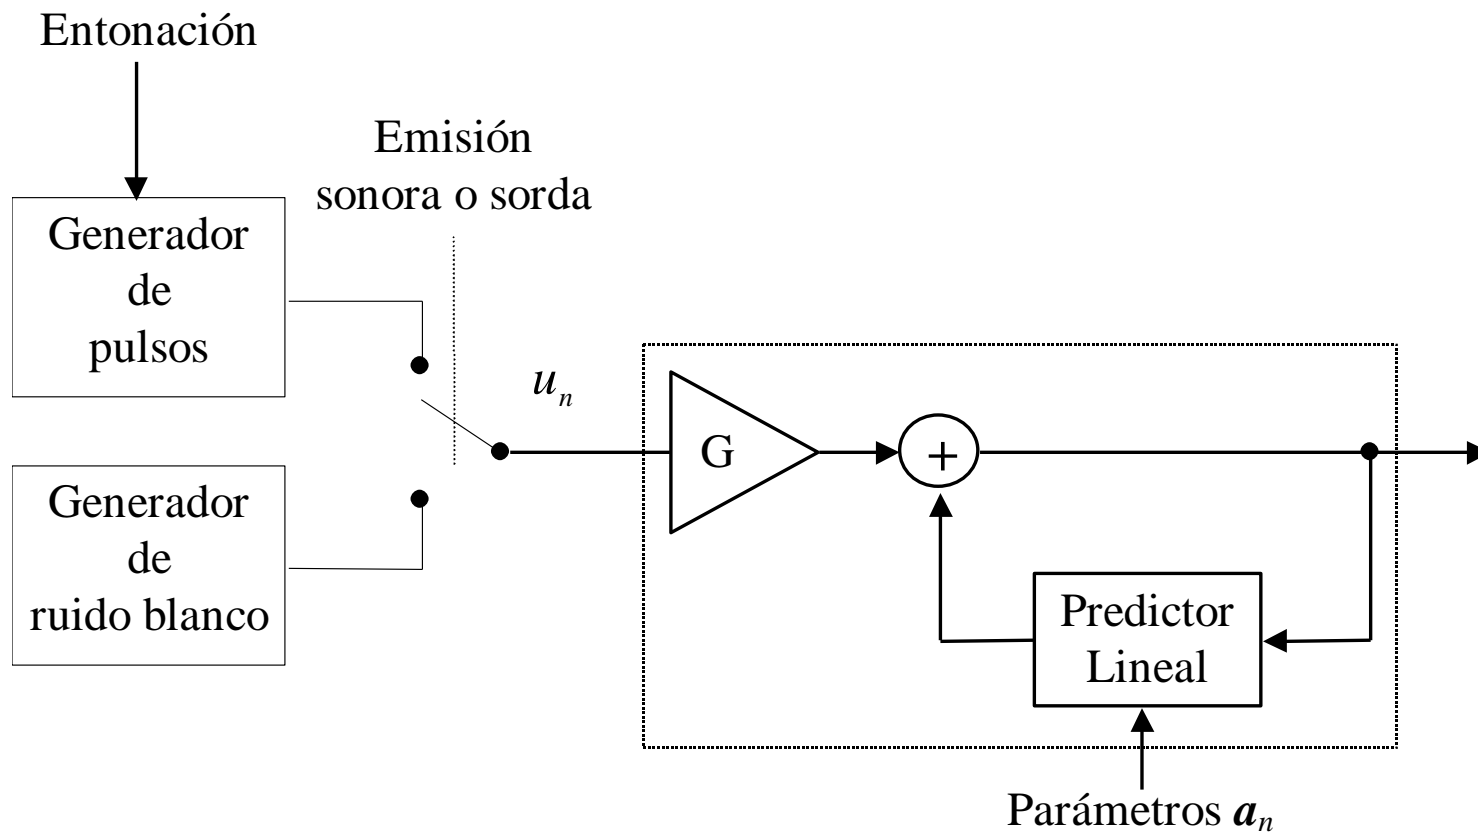 Entonación
Emisión
sonora o sorda
Generador
de
pulsos
u_n
G
+
Generador
de
ruido blanco
Predictor
Lineal
Parámetros a_n